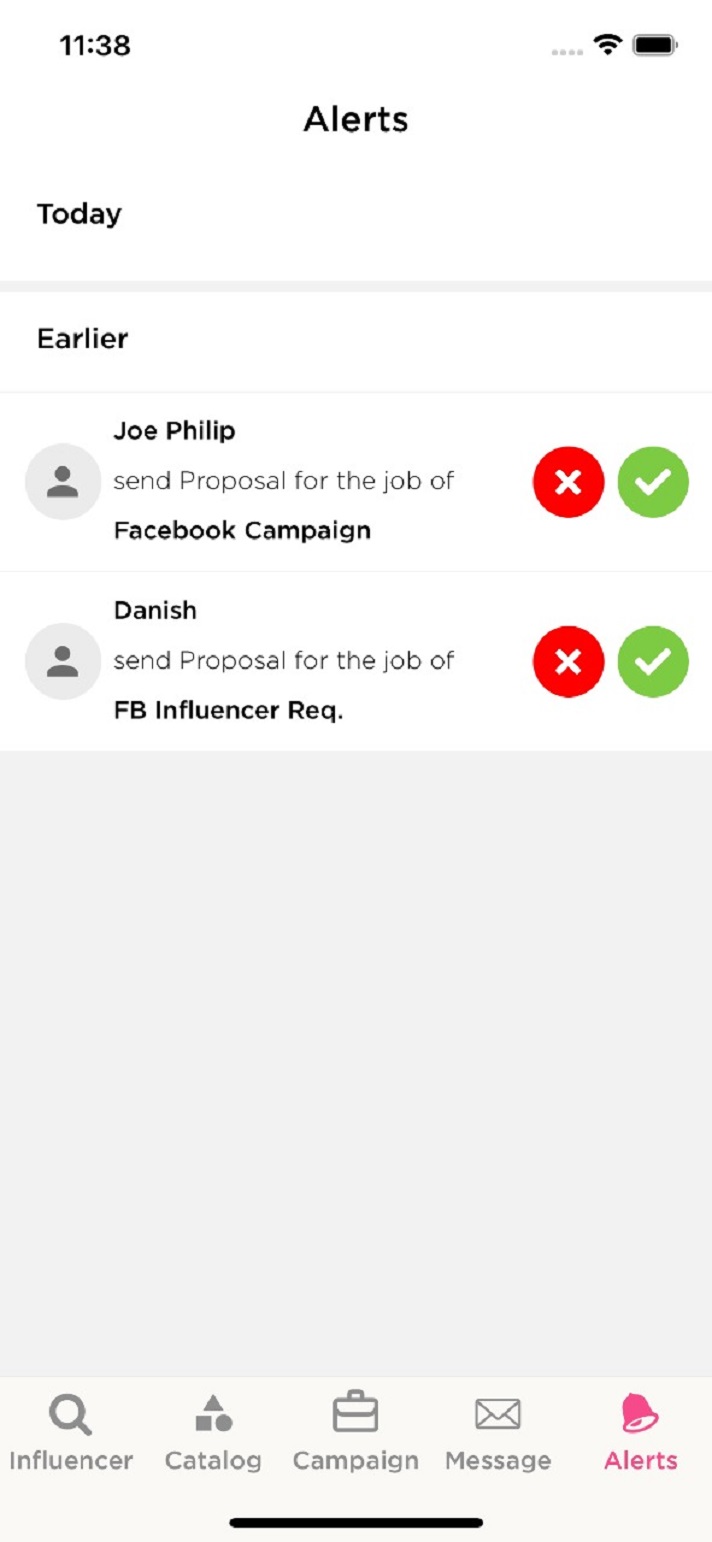 11:38
Alerts
Today
Earlier
Joe Philip
send Proposal for the job of
Facebook Campaign
Danish
send Proposal for the job of
FB Influencer Req.
Influencer Catalog Campaign Message Alerts